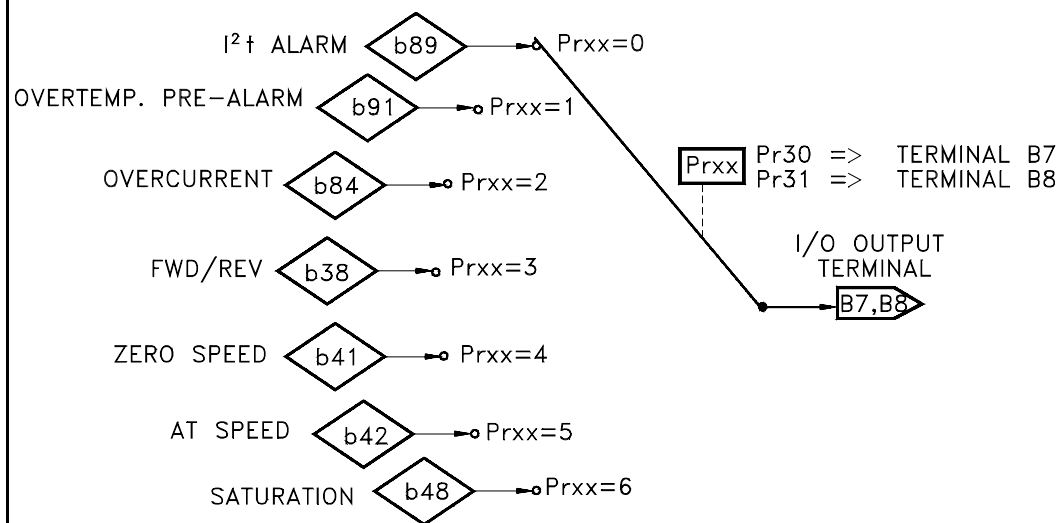 I²t ALARM b89 Prxx=0
OVERTEMP. PRE-ALARM b91 Prxx=1
OVERCURRENT b84 Prxx=2
FWD/REV b38 Prxx=3
ZERO SPEED b41 Prxx=4
AT SPEED b42 Prxx=5
SATURATION b48 Prxx=6
Prxx
Pr30 => TERMINAL B7
Pr31 => TERMINAL B8
I/O OUTPUT
TERMINAL
B7,B8